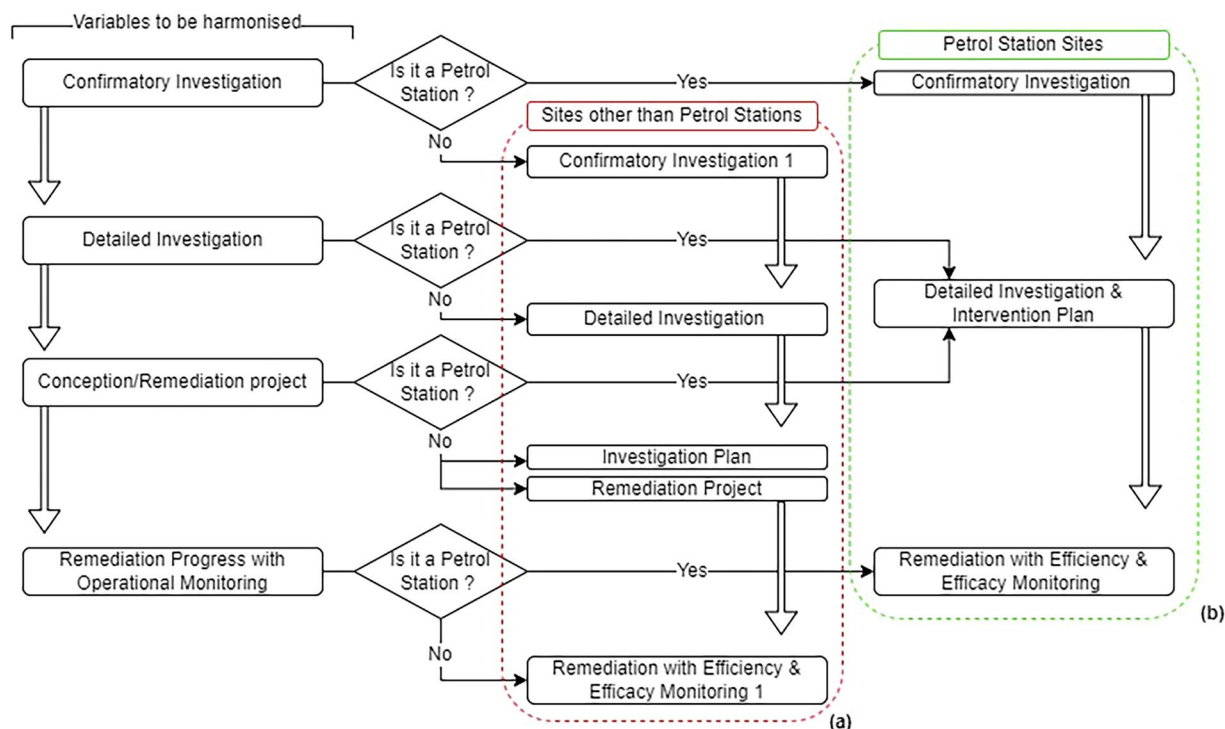 Variables to be harmonised
Petrol Station Sites
Confirmatory Investigation
Is it a Petrol
Station ?
Yes
Confirmatory Investigation
Sites other than Petrol Stations
No
Confirmatory Investigation 1
Detailed Investigation
Is it a Petrol
Station ?
Yes
Detailed Investigation &
Intervention Plan
No
Detailed Investigation
Conception/Remediation project
Is it a Petrol
Station ?
Yes
No
Investigation Plan
Remediation Project
Remediation Progress with
Operational Monitoring
Is it a Petrol
Station ?
Yes
Remediation with Efficiency &
Efficacy Monitoring
(b)
No
Remediation with Efficiency &
Efficacy Monitoring 1
(a)